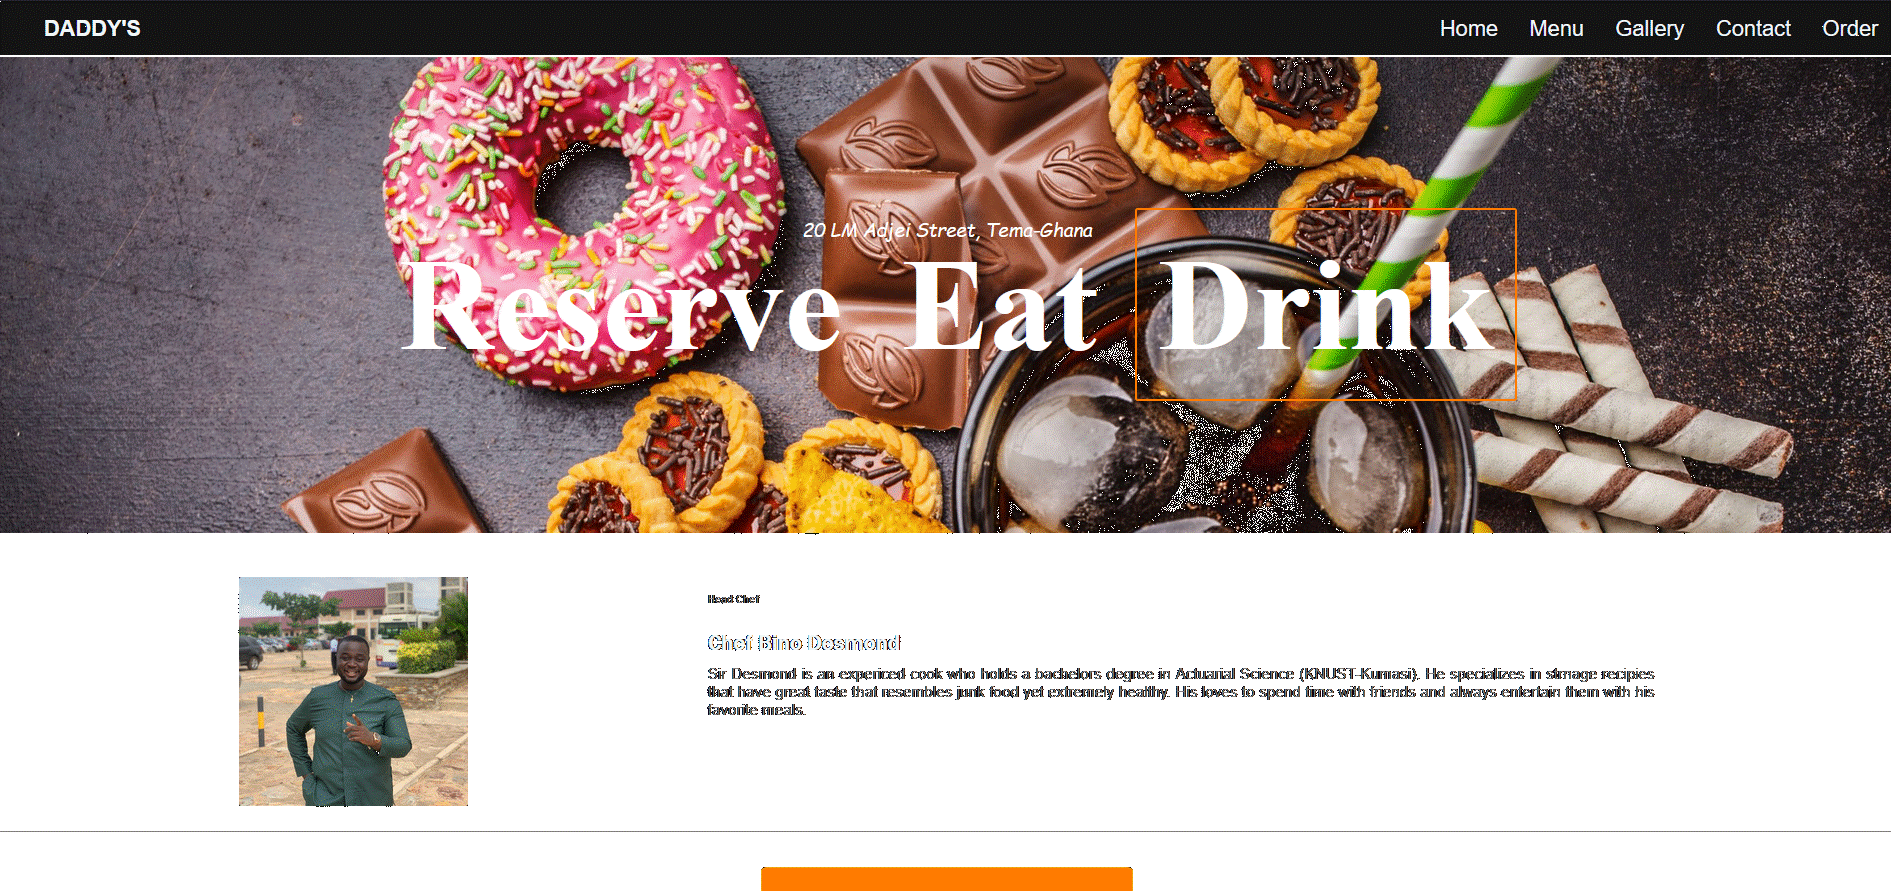 DADDY'S
Home Menu Gallery Contact Order
20 LM Adjei Street, Tema-Ghana
Reserve Eat Drink
Head Chef
Chef Bino Desmond
Sir Desmond is an expericed cook who holds a bachelors degree in Actuarial Science (KNUST-Kumasi). He specializes in stirnage recipies
that have great taste that resembles junk food yet extremely healthy. His loves to spend time with friends and always entertain them with his
favorite meals.